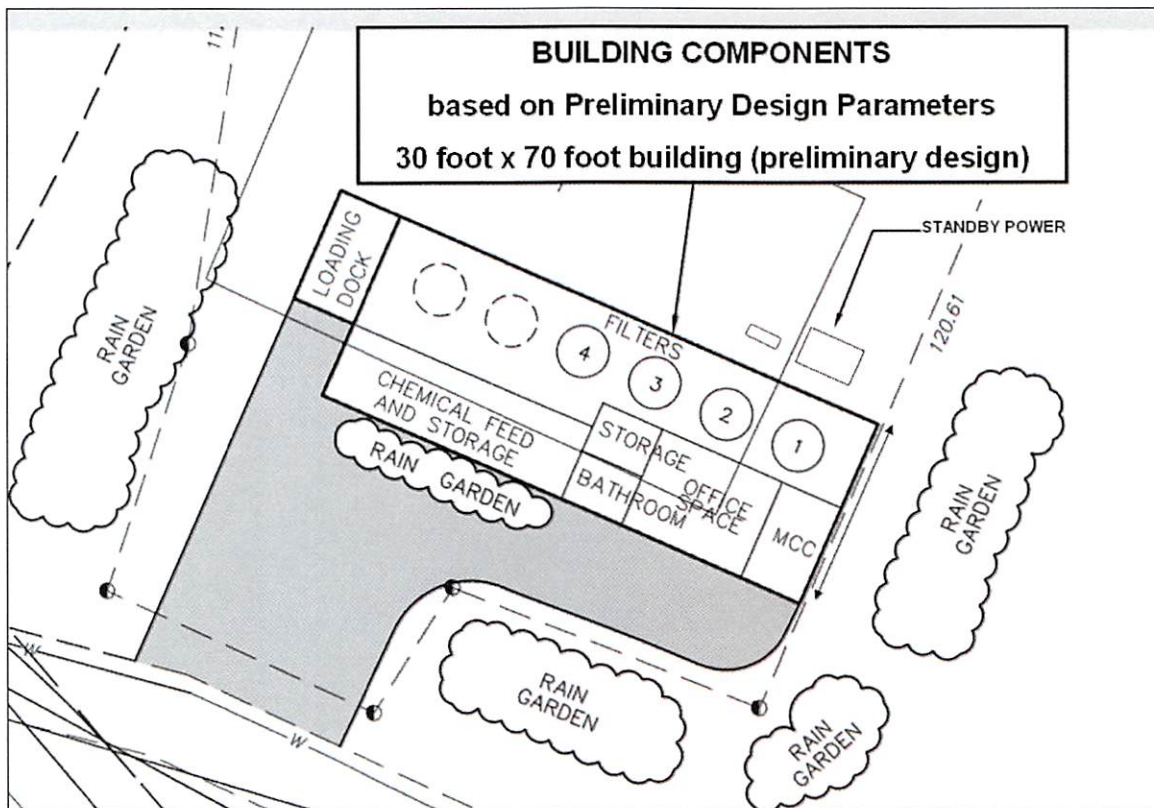 BUILDING COMPONENTS
based on Preliminary Design Parameters
30 foot x 70 foot building (preliminary design)
11.
STANDBY POWER
120.61
LOADING
DOCK
RAIN
GARDEN
FILTERS
4
3
2
1
CHEMICAL FEED
AND STORAGE
STORAGE
OFFICE
SPACE
BATHROOM
MCC
RAIN GARDEN
RAIN
GARDEN
RAIN
GARDEN
RAIN
GARDEN
W
W